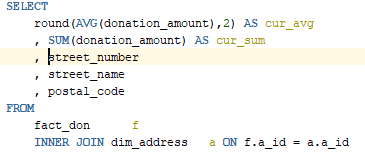 SELECT
round(AVG(donation_amount),2) AS cur_avg
, SUM(donation_amount) AS cur_sum
, street_number
, street_name
, postal_code
FROM
fact_don f
INNER JOIN dim_address a ON f.a_id = a.a_id